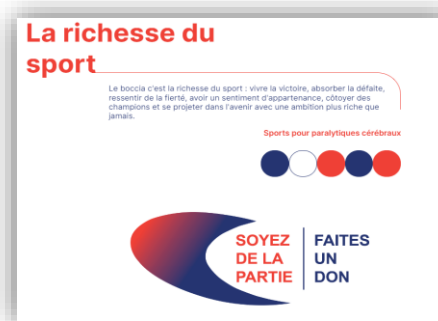 La richesse du
sport
Le boccia c'est la richesse du sport : vivre la victoire, absorber la défaite,
ressentir de la fierté, avoir un sentiment d'appartenance, côtoyer des
champions et se projeter dans l'avenir avec une ambition plus riche que
jamais.
Sports pour paralytiques cérébraux
SOYEZ
DE LA
PARTIE
FAITES
UN
DON